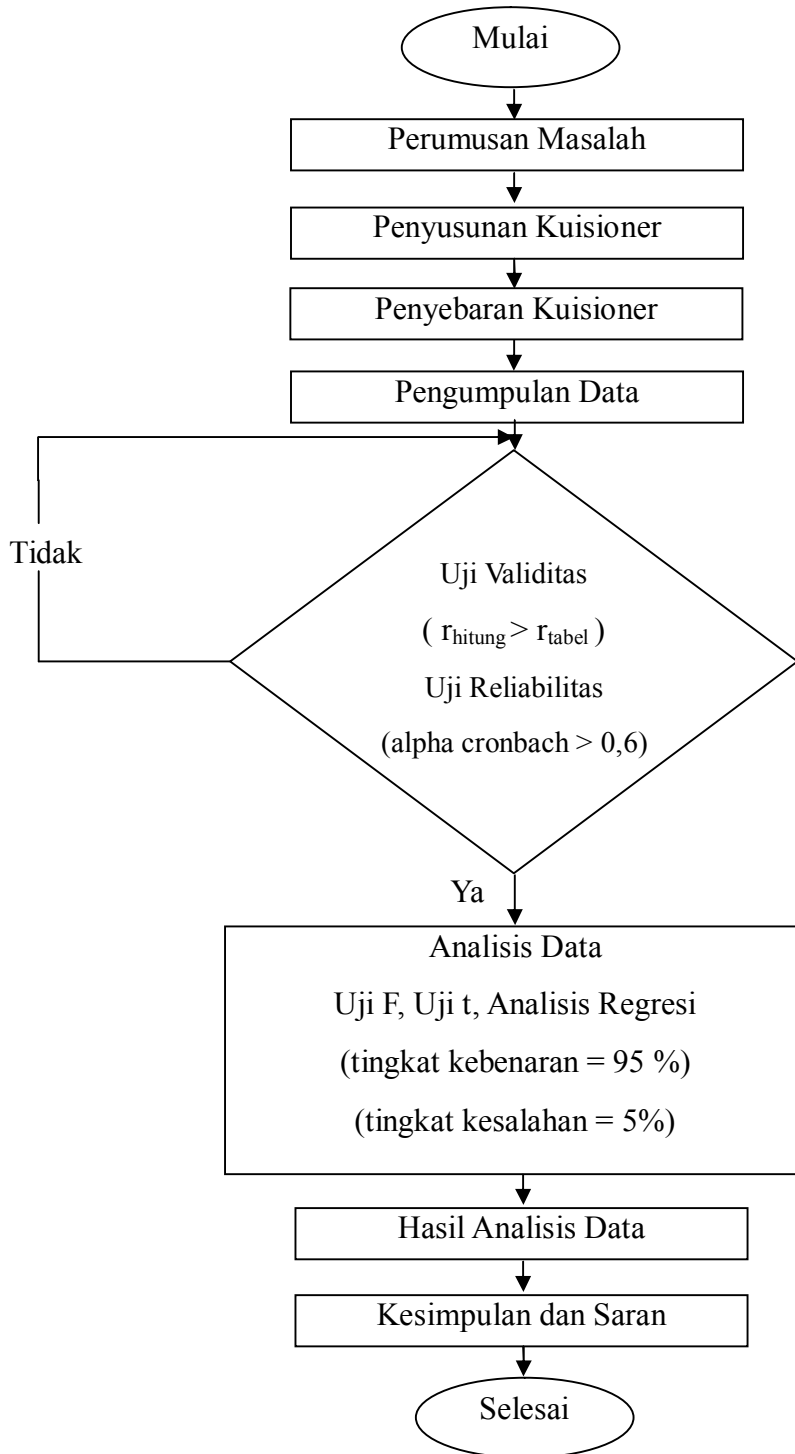 Mulai
Perumusan Masalah
Penyusunan Kuisioner
Penyebaran Kuisioner
Pengumpulan Data
Tidak
Uji Validitas
( rhitung > rtabel )
Uji Reliabilitas
(alpha cronbach > 0,6)
Ya
Analisis Data
Uji F, Uji t, Analisis Regresi
(tingkat kebenaran = 95 %)
(tingkat kesalahan = 5%)
Hasil Analisis Data
Kesimpulan dan Saran
Selesai